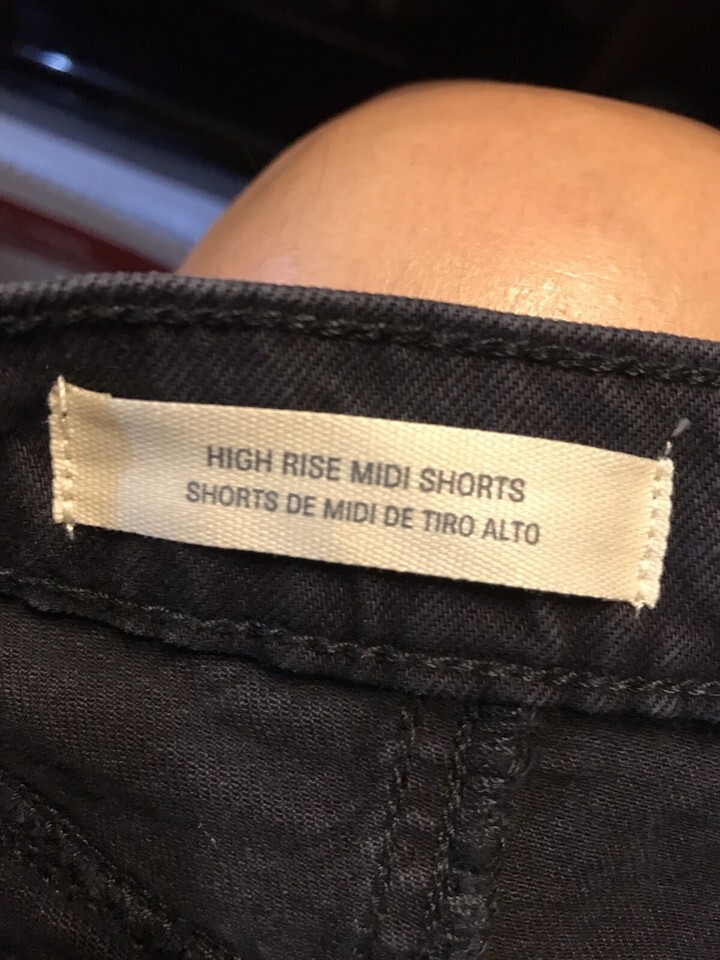 HIGH RISE MIDI SHORTS
SHORTS DE MIDI DE TIRO ALTO